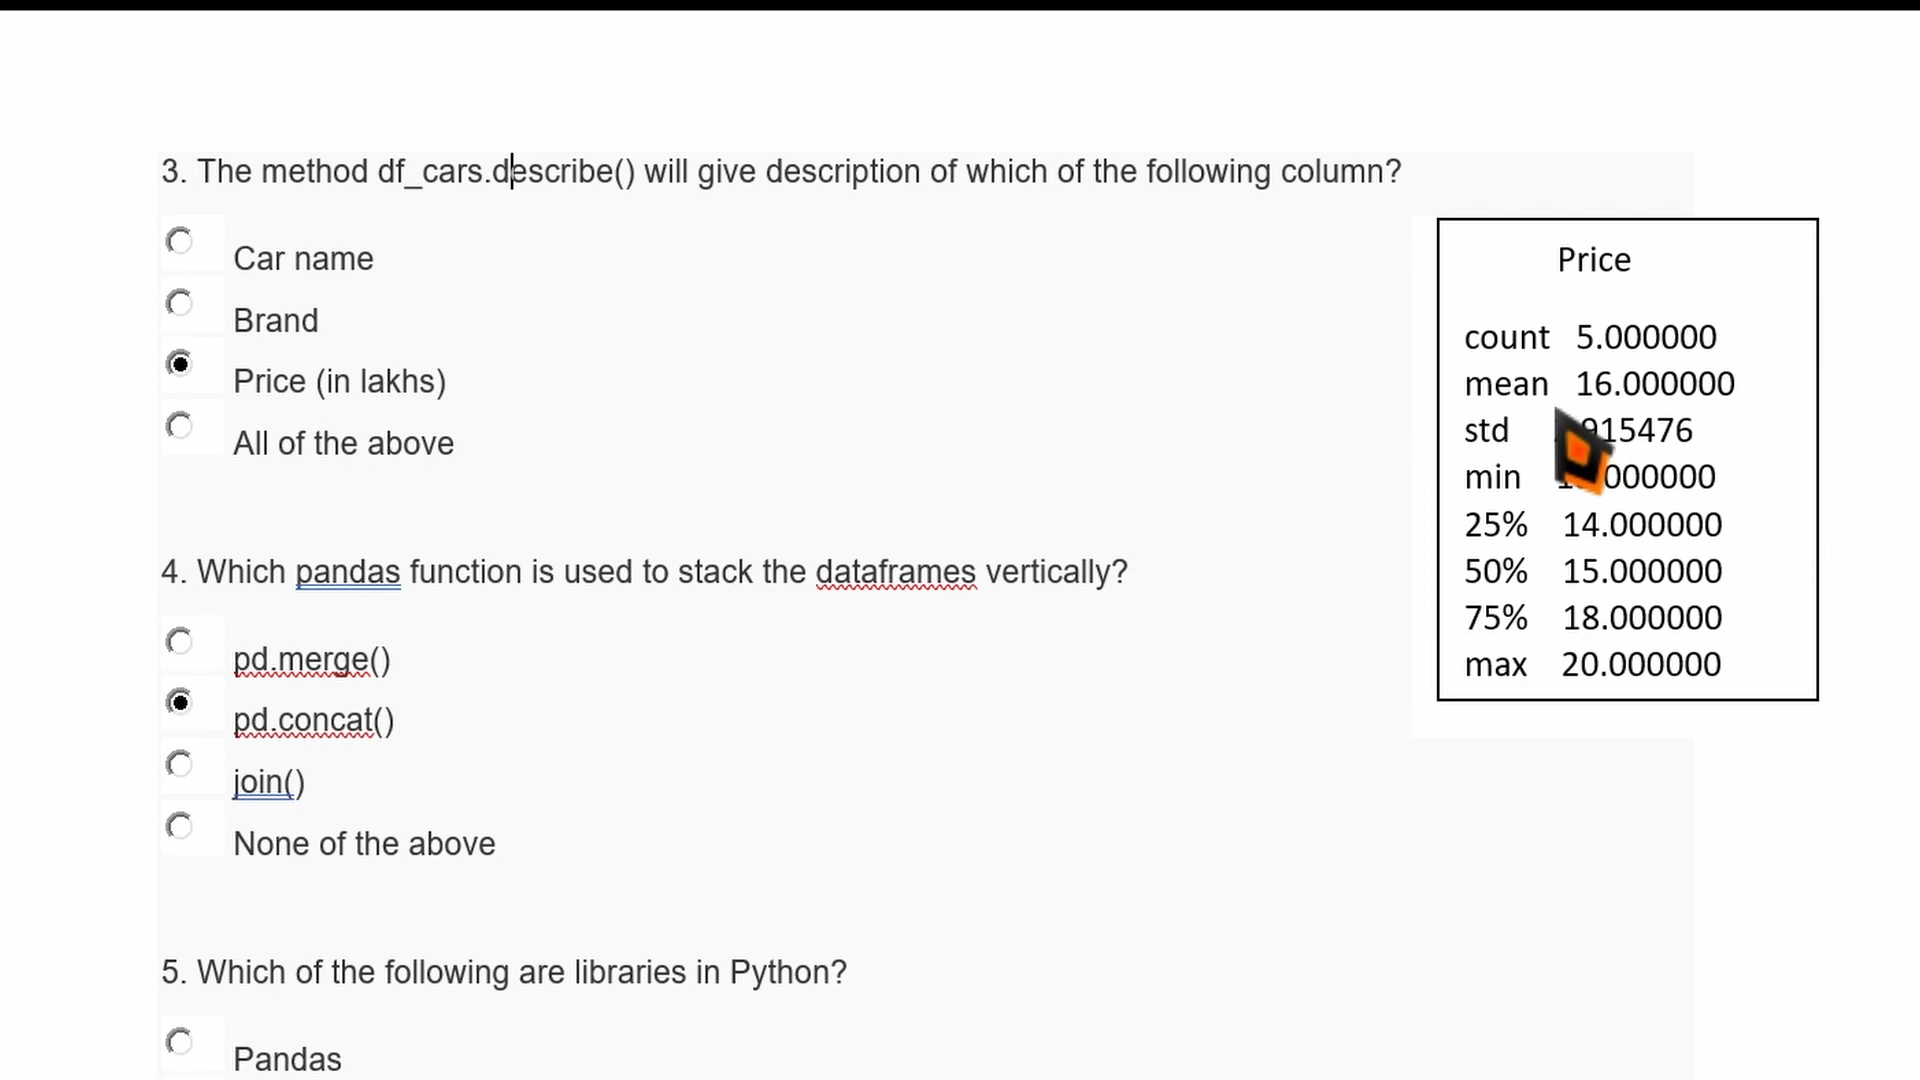 3. The method df_cars.describe() will give description of which of the following column?
Car name
Brand
Price (in lakhs)
All of the above
Price
count 5.000000
mean 16.000000
std 915476
min 000000
25% 14.000000
50% 15.000000
75% 18.000000
max 20.000000
4. Which pandas function is used to stack the dataframes vertically?
pd.merge()
pd.concat()
join()
None of the above
5. Which of the following are libraries in Python?
Pandas